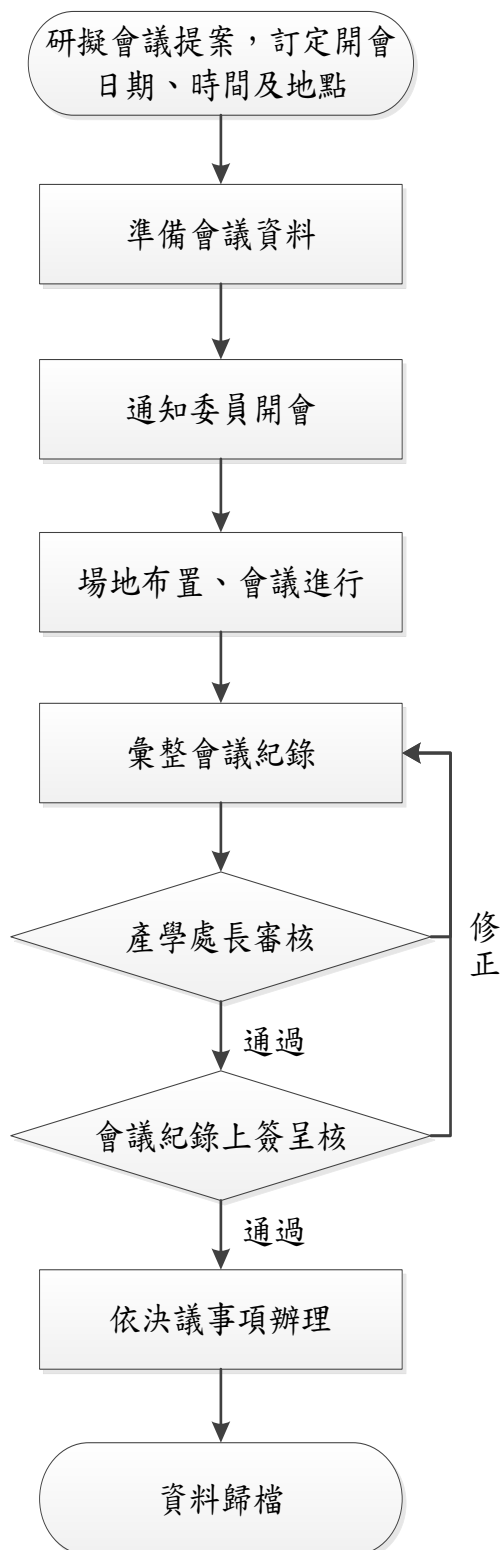 研擬會議提案，訂定開會
日期、時間及地點
準備會議資料
通知委員開會
場地布置、會議進行
彙整會議紀錄
產學處長審核
修正
通過
會議紀錄上簽呈核
通過
依決議事項辦理
資料歸檔